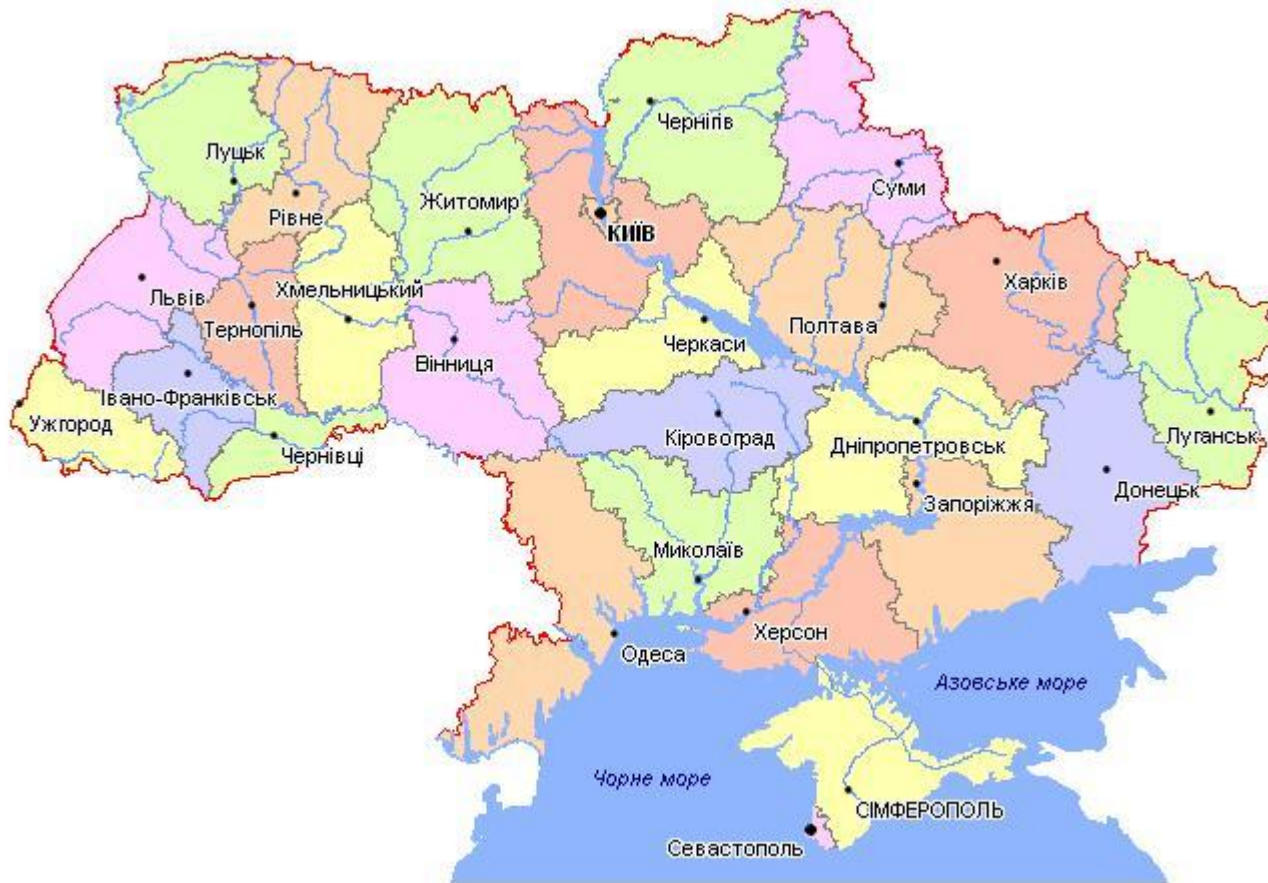 Чернігів
Луцьк
Суми
Житомир
Рівне
КИЇВ
Харків
Львів
Хмельницький
Тернопіль
Полтава
Черкаси
Вінниця
Івано-Франківськ
Ужгород
Кіровоград
Луганськ
Дніпропетровськ
Чернівці
Донецьк
Запоріжжя
Миколаїв
Херсон
Одеса
Азовське море
Чорне море
СІМФЕРОПОЛЬ
Севастополь